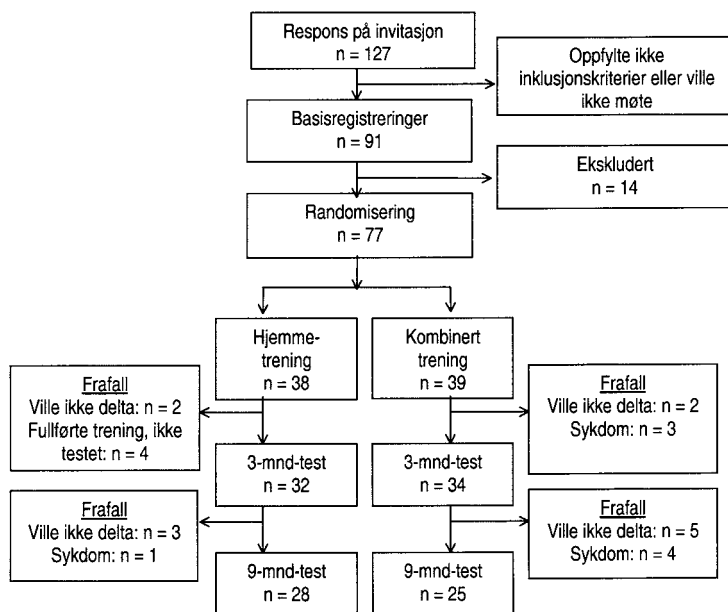 Respons på invitasjon
n = 127
Oppfylte ikke
inklusjonskriterier eller ville
ikke møte
Basisregistreringer
n = 91
Ekskludert
n = 14
Randomisering
n = 77
Hjemme-
trening
n = 38
Kombinert
trening
n = 39
Frafall
Ville ikke delta: n = 2
Fullførte trening, ikke
testet: n = 4
Frafall
Ville ikke delta: n = 2
Sykdom: n = 3
3-mnd-test
n = 32
3-mnd-test
n = 34
Frafall
Ville ikke delta: n = 3
Sykdom: n = 1
Frafall
Ville ikke delta: n = 5
Sykdom: n = 4
9-mnd-test
n = 28
9-mnd-test
n = 25